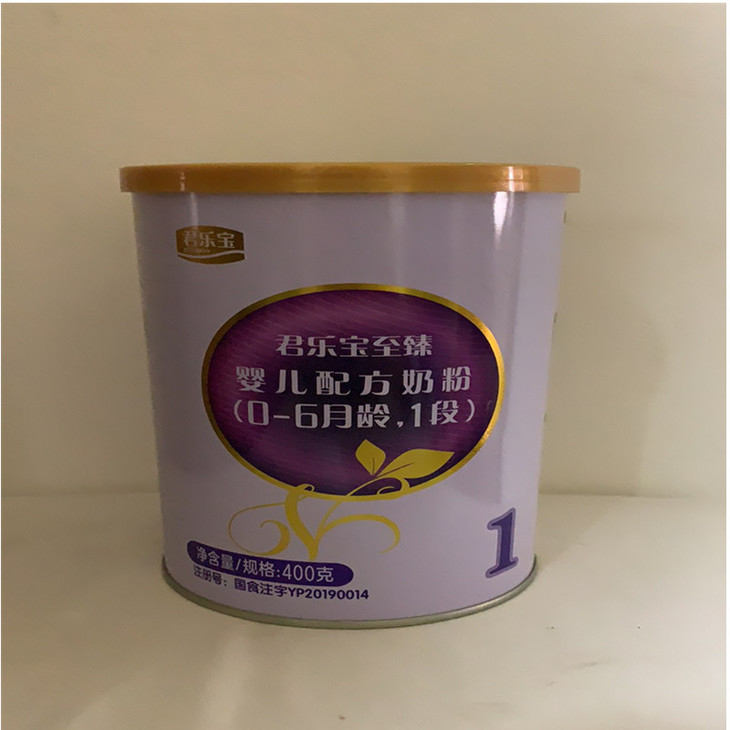 君乐宝
君乐宝至臻
婴儿配方奶粉
(0-6月龄,1段)
1
净含量/规格:400克
注册号: 国食注字YP20190014